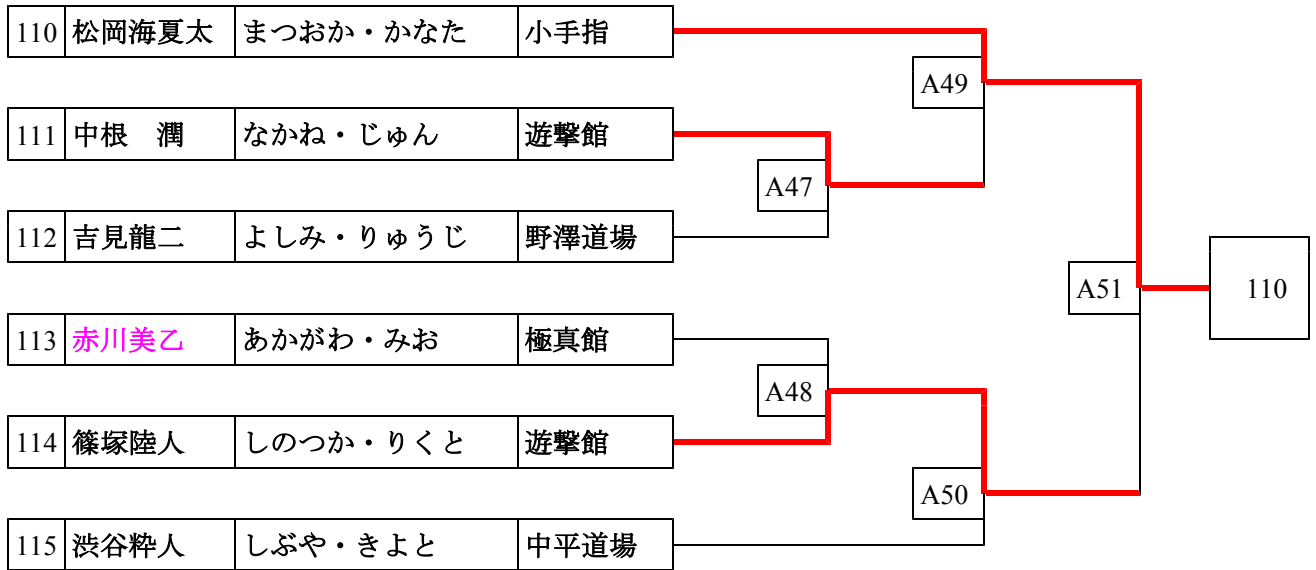 110 松岡海夏太 まつおか・かなた 小手指
A49
111 中根　潤 なかね・じゅん 遊撃館
A47
112 吉見龍二 よしみ・りゅうじ 野澤道場
A51 110
113 赤川美乙 あかがわ・みお 極真館
A48
114 篠塚陸人 しのつか・りくと 遊撃館
A50
115 渋谷粋人 しぶや・きよと 中平道場